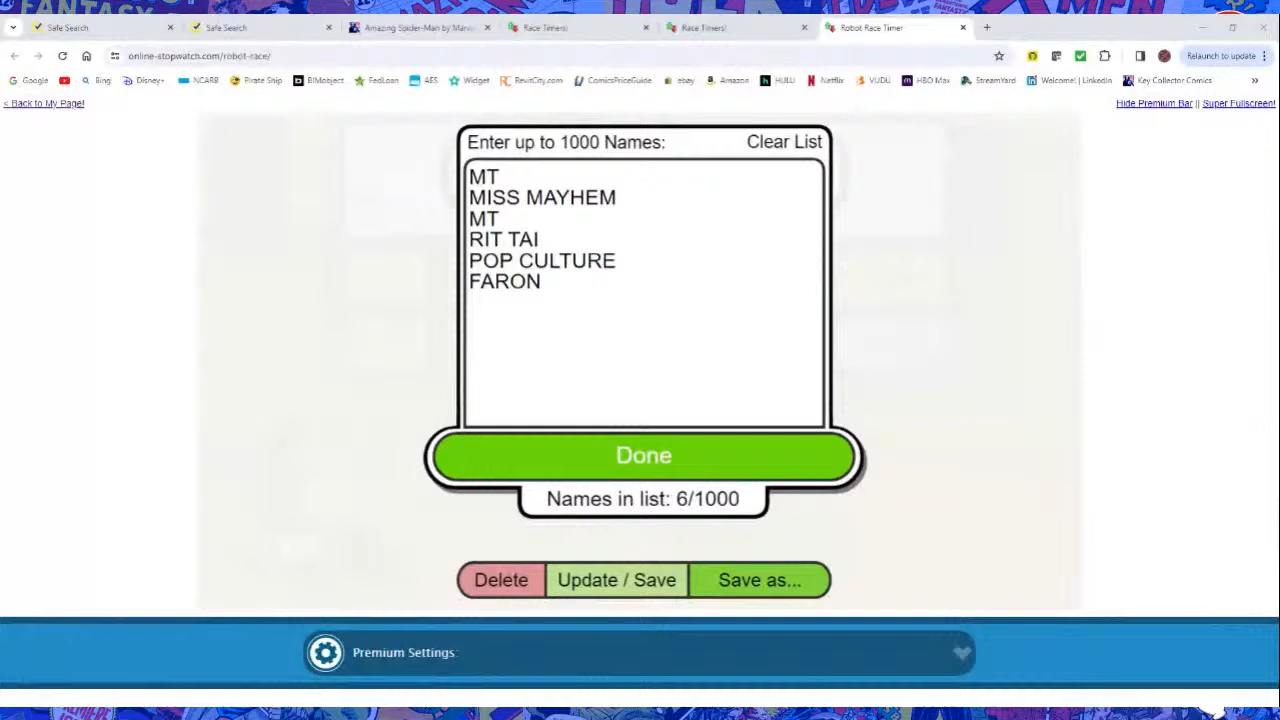 FANTASTIC
Safe Search
Safe Search
Amazing Spider-Man by Marv
Race Timers!
Race Timers!
Robot Race Timer
online-stopwatch.com/robot-race/
Relaunch to update
Google
Bing
Disney+
NCARB
Pirate Ship
BIMobject
FedLoan
AES
Widget
RevitCity.com
ComicsPriceGuide
ebay
Amazon
HULU
Netflix
VUDU
HBO Max
StreamYard
Welcome! | LinkedIn
Key Collector Comics
< Back to My Page!
Hide Premium Bar || Super Fullscreen!
Enter up to 1000 Names:
Clear List
MT
MISS MAYHEM
MT
RIT TAI
POP CULTURE
FARON
Done
Names in list: 6/1000
Delete
Update / Save
Save as...
Premium Settings: